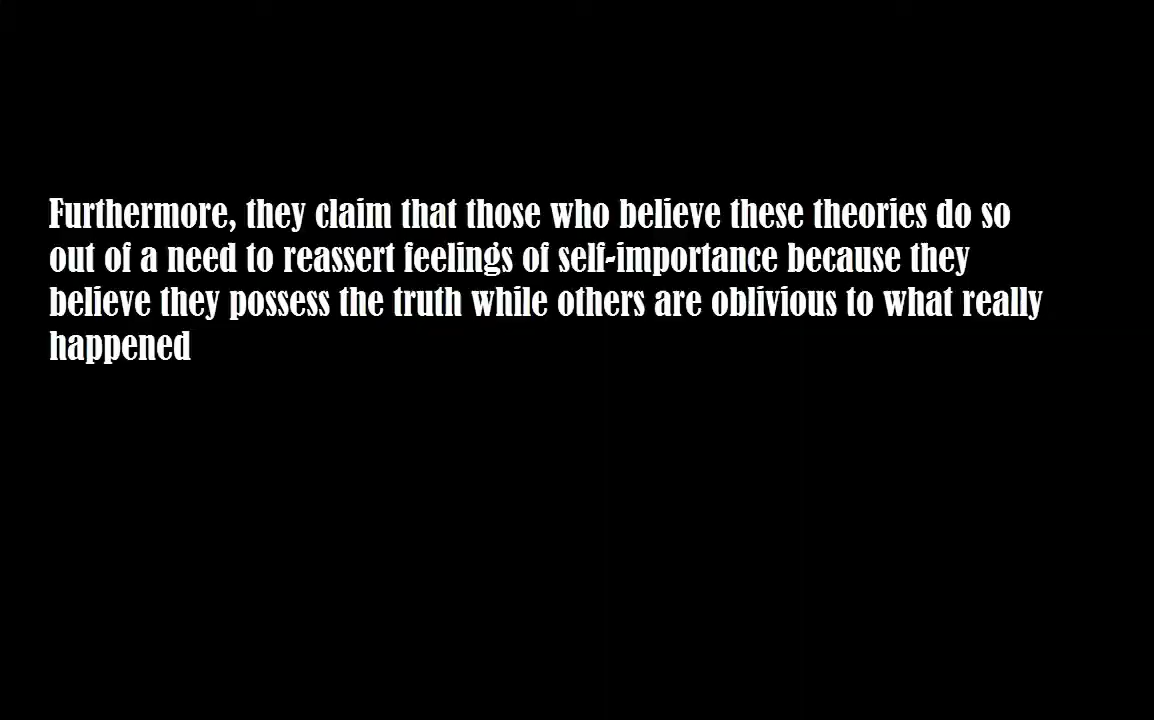 Furthermore, they claim that those who believe these theories do so
out of a need to reassert feelings of self-importance because they
believe they possess the truth while others are oblivious to what really
happened